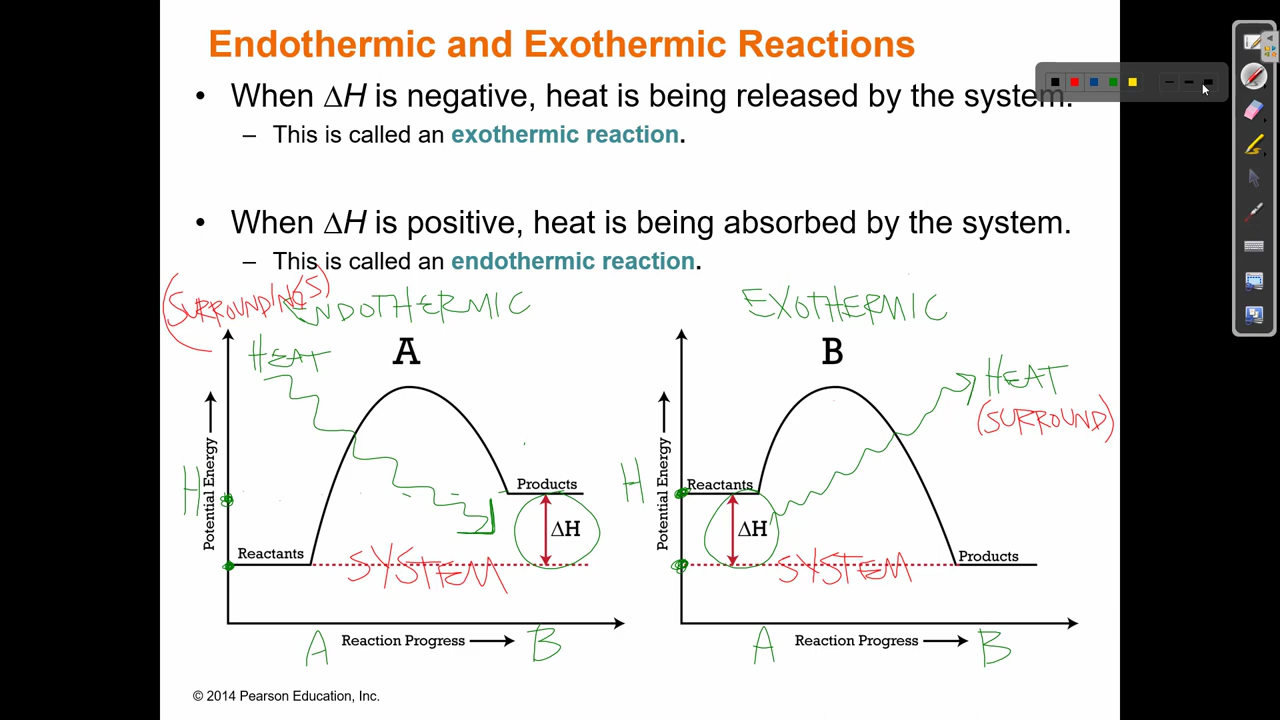 Endothermic and Exothermic Reactions
• When ΔH is negative, heat is being released by the system.
– This is called an exothermic reaction.
• When ΔH is positive, heat is being absorbed by the system.
– This is called an endothermic reaction.
(SURROUNDINGS)
ENDOTHERMIC
HEAT
A
H
Potential Energy
Products
ΔH
Reactants
SYSTEM
A
Reaction Progress
B
EXOTHERMIC
B
HEAT
(SURROUND)
H
Potential Energy
Reactants
ΔH
Products
SYSTEM
A
Reaction Progress
B
© 2014 Pearson Education, Inc.